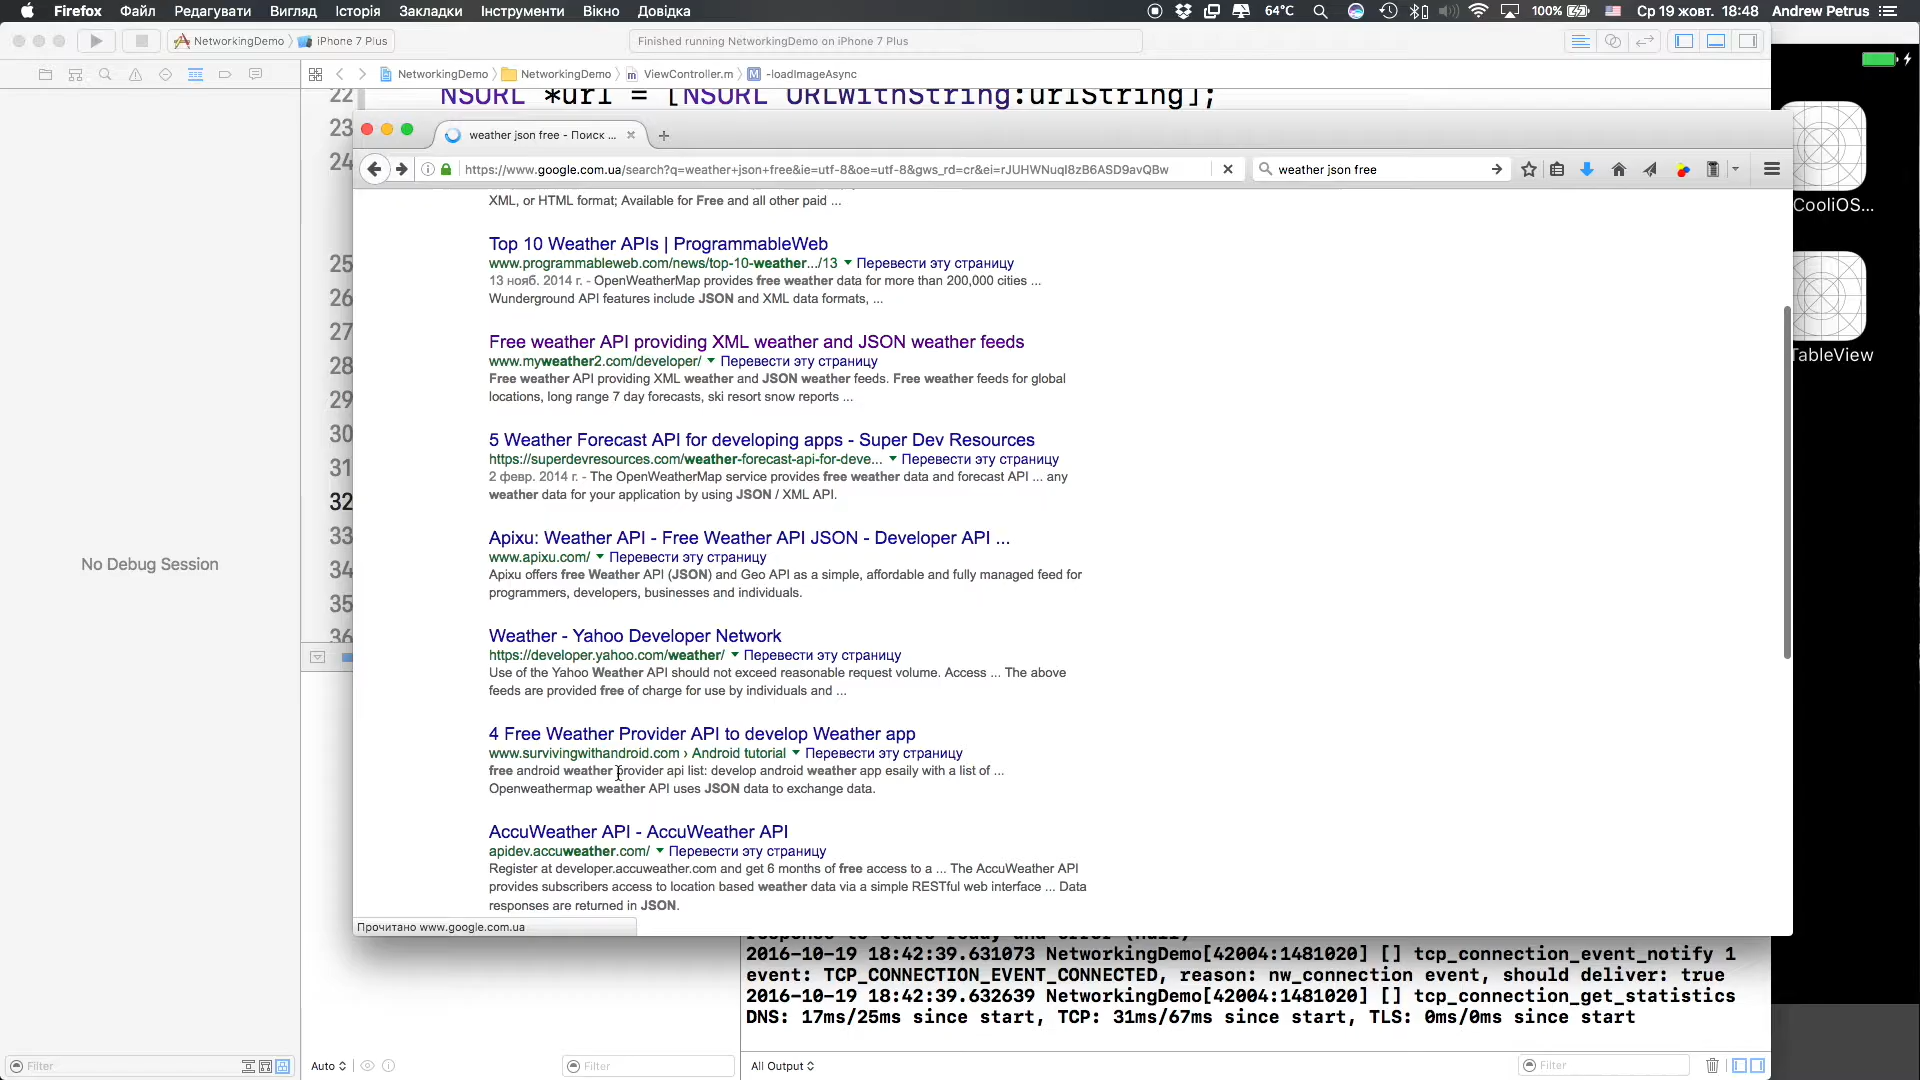 Firefox Файл Редагувати Вигляд Історія Закладки Інструменти Вікно Довідка 64°C 100% Ср 19 жовт. 18:48 Andrew Petrus
NetworkingDemo iPhone 7 Plus Finished running NetworkingDemo on iPhone 7 Plus
NetworkingDemo NetworkingDemo ViewController.m M -loadImageAsync
22 NSURL *url = [NSURL URLWithString:urlString];
23
24
25
26
27
28
29
30
31
32
33
34
35
36
weather json free - Поиск ...
https://www.google.com.ua/search?q=weather+json+free&ie=utf-8&oe=utf-8&gws_rd=cr&ei=rJUHWNuqI8zB6ASD9avQBw weather json free
XML, or HTML format; Available for Free and all other paid ...
Top 10 Weather APIs | ProgrammableWeb
www.programmableweb.com/news/top-10-weather.../13 Перевести эту страницу
13 нояб. 2014 г. - OpenWeatherMap provides free weather data for more than 200,000 cities ...
Wunderground API features include JSON and XML data formats, ...
Free weather API providing XML weather and JSON weather feeds
www.myweather2.com/developer/ Перевести эту страницу
Free weather API providing XML weather and JSON weather feeds. Free weather feeds for global
locations, long range 7 day forecasts, ski resort snow reports ...
5 Weather Forecast API for developing apps - Super Dev Resources
https://superdevresources.com/weather-forecast-api-for-deve... Перевести эту страницу
2 февр. 2014 г. - The OpenWeatherMap service provides free weather data and forecast API ... any
weather data for your application by using JSON / XML API.
Apixu: Weather API - Free Weather API JSON - Developer API ...
www.apixu.com/ Перевести эту страницу
Apixu offers free Weather API (JSON) and Geo API as a simple, affordable and fully managed feed for
programmers, developers, businesses and individuals.
Weather - Yahoo Developer Network
https://developer.yahoo.com/weather/ Перевести эту страницу
Use of the Yahoo Weather API should not exceed reasonable request volume. Access ... The above
feeds are provided free of charge for use by individuals and ...
4 Free Weather Provider API to develop Weather app
www.survivingwithandroid.com › Android tutorial Перевести эту страницу
free android weather provider api list: develop android weather app esaily with a list of ...
Openweathermap weather API uses JSON data to exchange data.
AccuWeather API - AccuWeather API
apidev.accuweather.com/ Перевести эту страницу
Register at developer.accuweather.com and get 6 months of free access to a ... The AccuWeather API
provides subscribers access to location based weather data via a simple RESTful web interface ... Data
responses are returned in JSON.
Прочитано www.google.com.ua
No Debug Session
CooliOS...
TableView
2016-10-19 18:42:39.631073 NetworkingDemo[42004:1481020] [] tcp_connection_event_notify 1
event: TCP_CONNECTION_EVENT_CONNECTED, reason: nw_connection event, should deliver: true
2016-10-19 18:42:39.632639 NetworkingDemo[42004:1481020] [] tcp_connection_get_statistics
DNS: 17ms/25ms since start, TCP: 31ms/67ms since start, TLS: 0ms/0ms since start
Filter Auto Filter All Output Filter